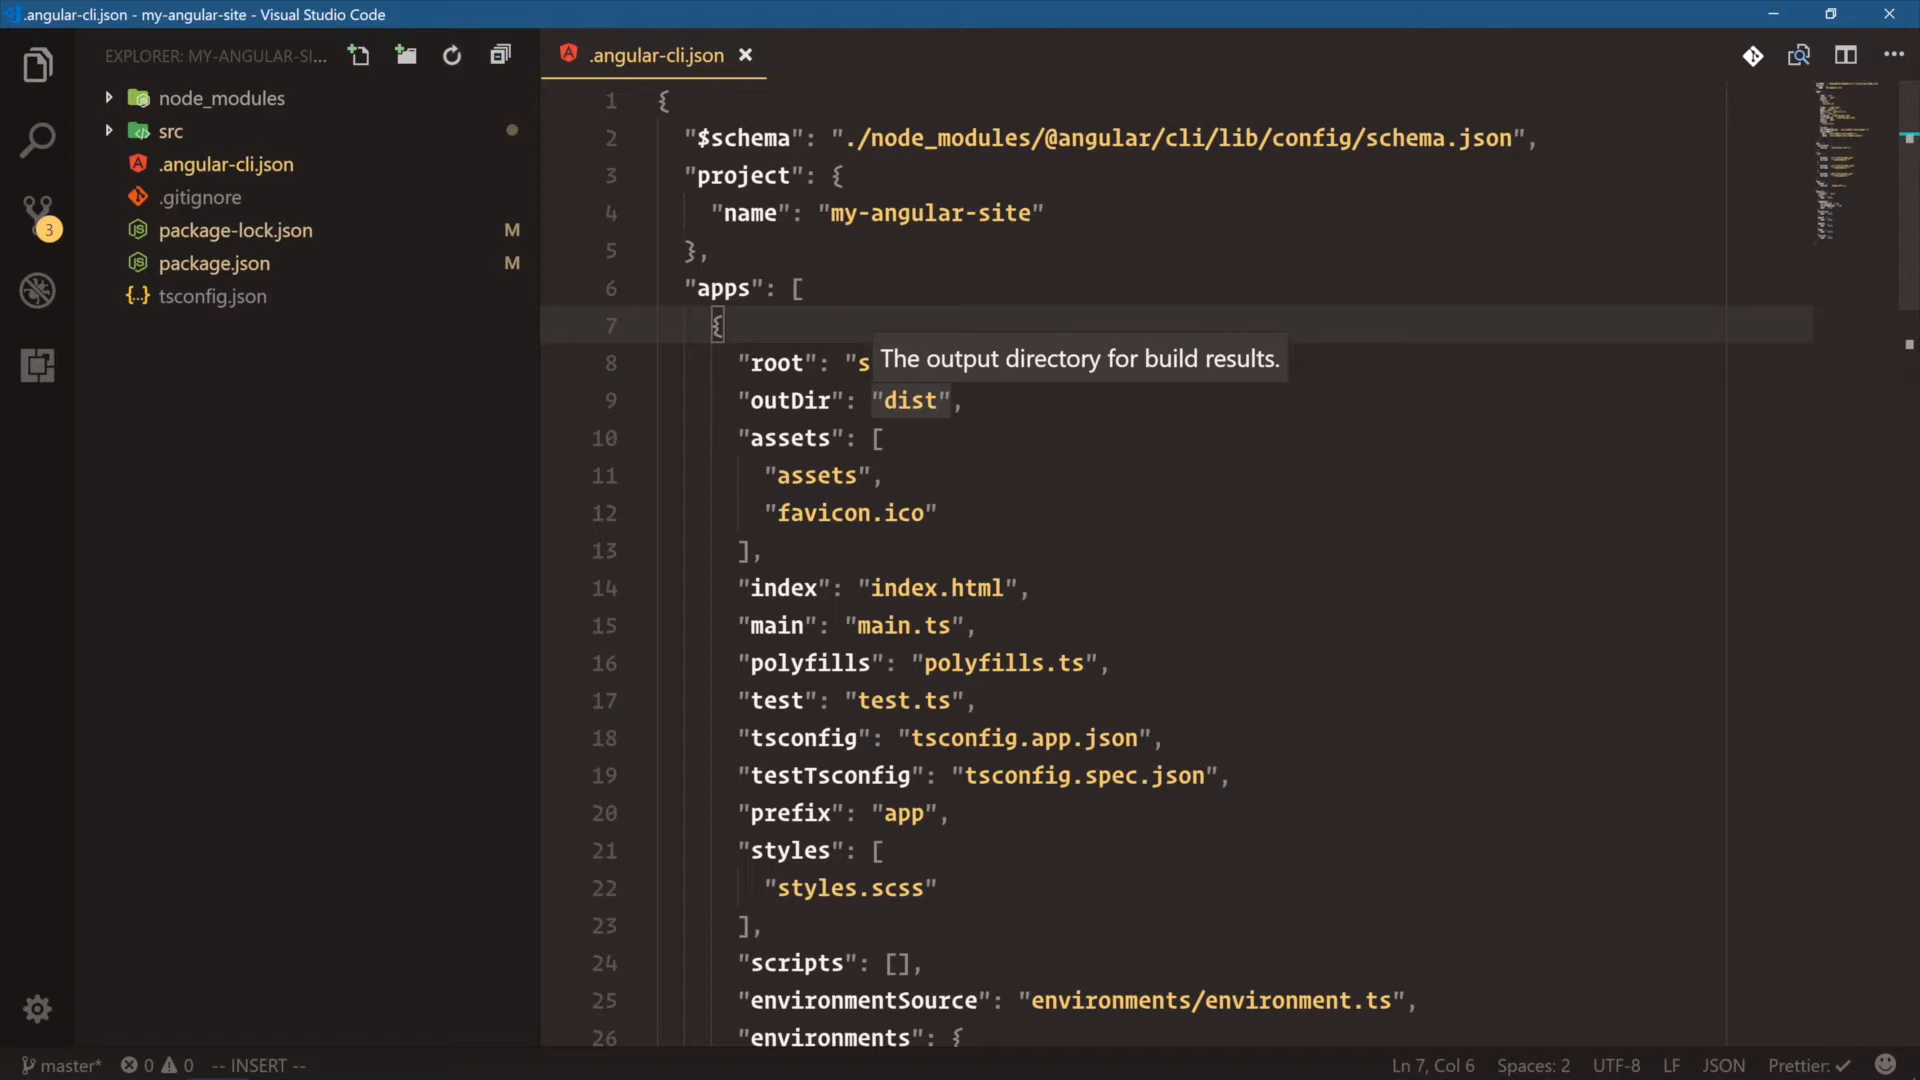 .angular-cli.json - my-angular-site - Visual Studio Code
EXPLORER: MY-ANGULAR-SI...
.angular-cli.json
node_modules
src
.angular-cli.json
.gitignore
package-lock.json M
package.json M
tsconfig.json
3
1 {
2 "$schema": "./node_modules/@angular/cli/lib/config/schema.json",
3 "project": {
4 "name": "my-angular-site"
5 },
6 "apps": [
7 {
The output directory for build results.
8 "root": "s
9 "outDir": "dist",
10 "assets": [
11 "assets",
12 "favicon.ico"
13 ],
14 "index": "index.html",
15 "main": "main.ts",
16 "polyfills": "polyfills.ts",
17 "test": "test.ts",
18 "tsconfig": "tsconfig.app.json",
19 "testTsconfig": "tsconfig.spec.json",
20 "prefix": "app",
21 "styles": [
22 "styles.scss"
23 ],
24 "scripts": [],
25 "environmentSource": "environments/environment.ts",
26 "environments": {
master* 0 0 -- INSERT -- Ln 7, Col 6 Spaces: 2 UTF-8 LF JSON Prettier: ✓